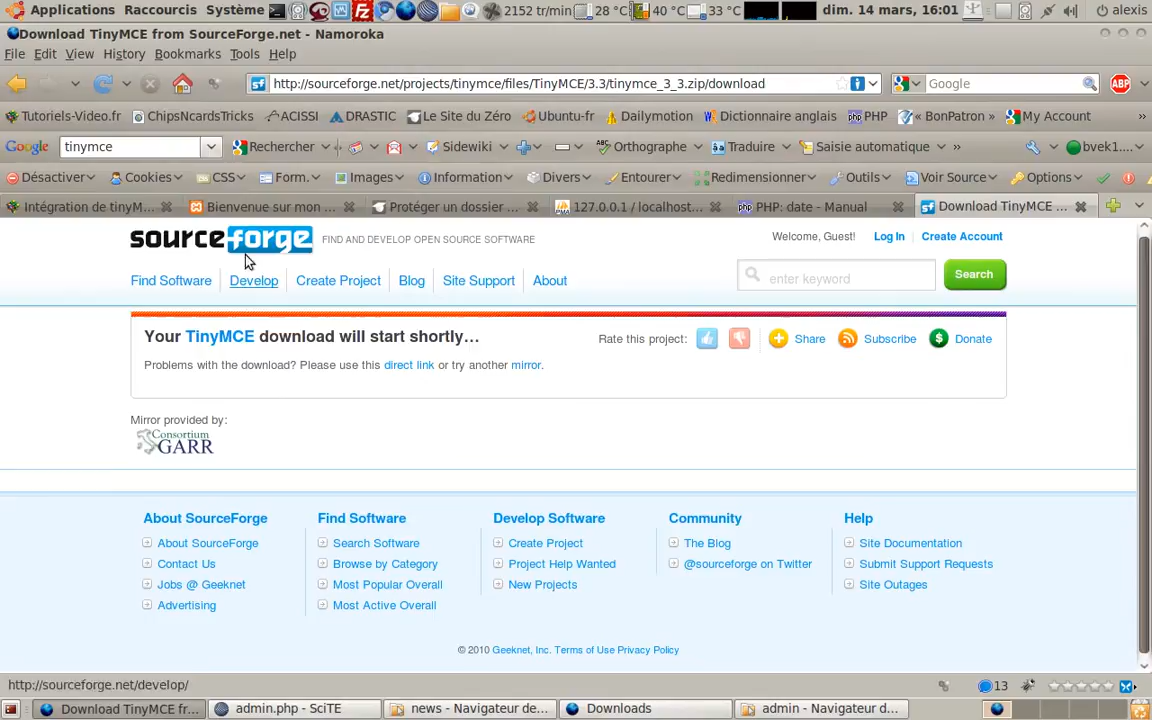 Applications Raccourcis Système 2152 tr/min 28 °C 40 °C 33 °C dim. 14 mars, 16:01 alexis
Download TinyMCE from SourceForge.net - Namoroka
File Edit View History Bookmarks Tools Help
http://sourceforge.net/projects/tinymce/files/TinyMCE/3.3/tinymce_3_3.zip/download Google ABP
Tutoriels-Video.fr ChipsNcardsTricks ACISSI DRASTIC Le Site du Zéro Ubuntu-fr Dailymotion Dictionnaire anglais php PHP « BonPatron » My Account »
Google tinymce Rechercher Sidewiki Orthographe Traduire Saisie automatique » bvek1....
Désactiver Cookies CSS Form. Images Information Divers Entourer Redimensionner Outils Voir Source Options
Intégration de tinyM... Bienvenue sur mon ... Protéger un dossier ... 127.0.0.1 / localhost... php PHP: date - Manual sf Download TinyMCE ...
sourceforge FIND AND DEVELOP OPEN SOURCE SOFTWARE Welcome, Guest! Log In Create Account
Find Software Develop Create Project Blog Site Support About enter keyword Search
Your TinyMCE download will start shortly... Rate this project: Share Subscribe Donate
Problems with the download? Please use this direct link or try another mirror.
Mirror provided by:
Consortium
GARR
About SourceForge Find Software Develop Software Community Help
About SourceForge Search Software Create Project The Blog Site Documentation
Contact Us Browse by Category Project Help Wanted @sourceforge on Twitter Submit Support Requests
Jobs @ Geeknet Most Popular Overall New Projects Site Outages
Advertising Most Active Overall
© 2010 Geeknet, Inc. Terms of Use Privacy Policy
http://sourceforge.net/develop/ 13
Download TinyMCE fr... admin.php - SciTE news - Navigateur de... Downloads admin - Navigateur d...